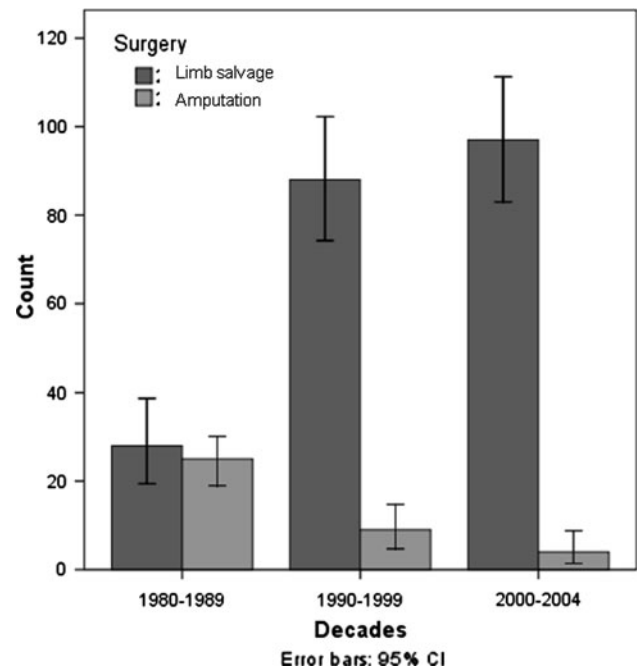 120
100
80
60
40
20
0
Count
Surgery
: Limb salvage
: Amputation
1980-1989 1990-1999 2000-2004
Decades
Error bars: 95% CI